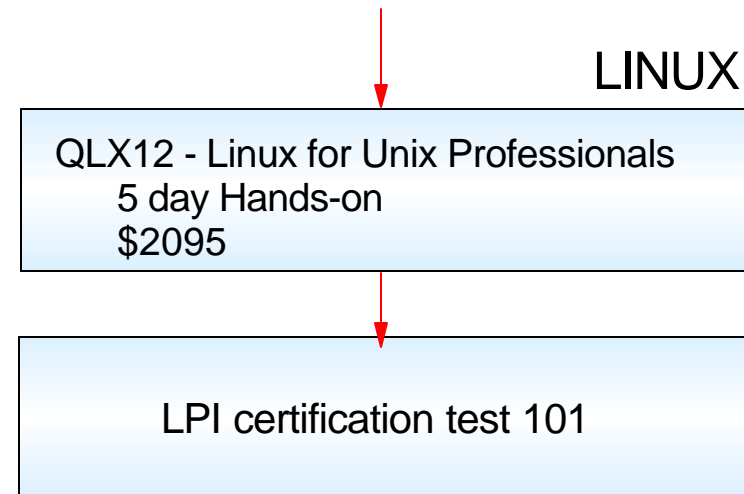 LINUX
QLX12 - Linux for Unix Professionals
5 day Hands-on
$2095
LPI certification test 101